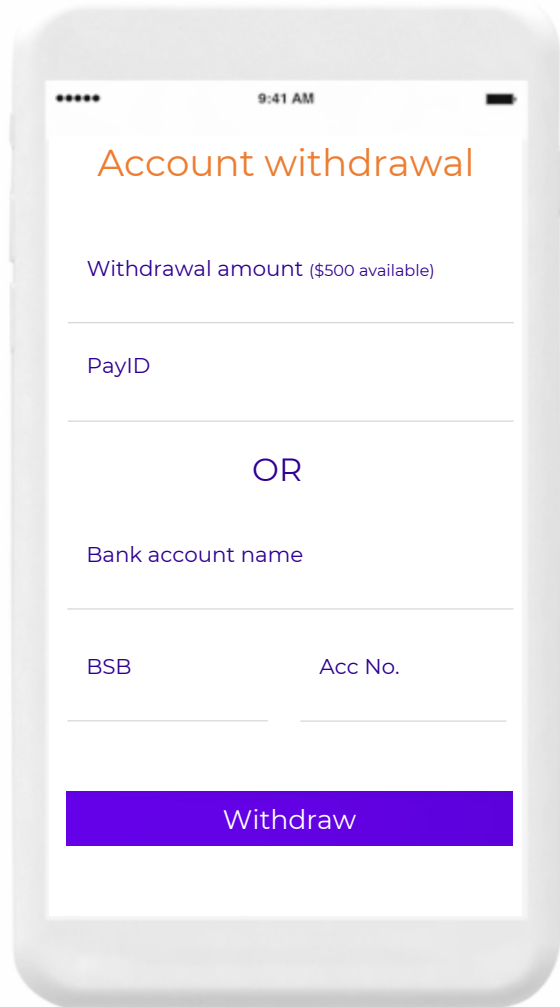 9:41 AM
Account withdrawal
Withdrawal amount ($500 available)
PayID
OR
Bank account name
BSB Acc No.
Withdraw